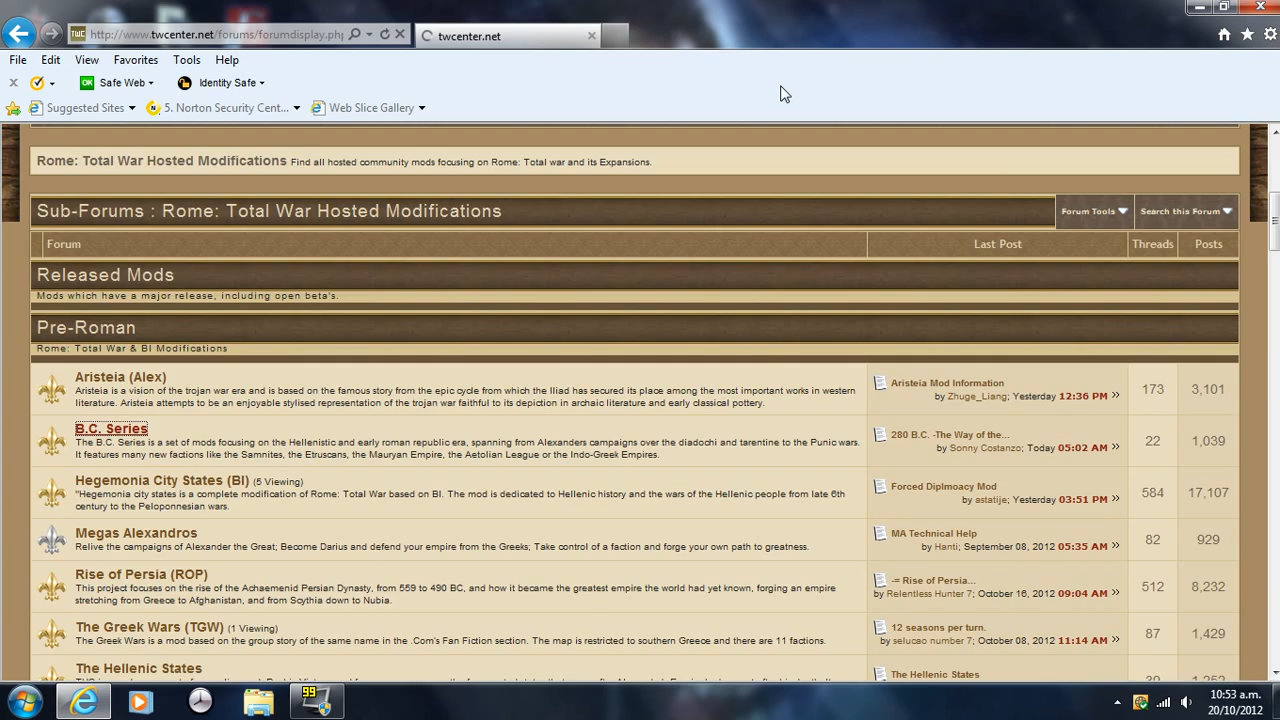 http://www.twcenter.net/forums/forumdisplay.php
twcenter.net
File Edit View Favorites Tools Help
Safe Web Identity Safe
Suggested Sites 5. Norton Security Cent... Web Slice Gallery
Rome: Total War Hosted Modifications Find all hosted community mods focusing on Rome: Total war and its Expansions.
Sub-Forums : Rome: Total War Hosted Modifications Forum Tools Search this Forum
Forum Last Post Threads Posts
Released Mods
Mods which have a major release, including open beta's.
Pre-Roman
Rome: Total War & BI Modifications
Aristeia (Alex)
Aristeia is a vision of the trojan war era and is based on the famous story from the epic cycle from which the Iliad has secured its place among the most important works in western
literature. Aristeia attempts to be an enjoyable stylised representation of the trojan war faithful to its depiction in archaic literature and early classical pottery.
Aristeia Mod Information
by Zhuge_Liang; Yesterday 12:36 PM
173 3,101
B.C. Series
The B.C. Series is a set of mods focusing on the Hellenistic and early roman republic era, spanning from Alexanders campaigns over the diadochi and tarentine to the Punic wars.
It features many new factions like the Samnites, the Etruscans, the Mauryan Empire, the Aetolian League or the Indo-Greek Empires.
280 B.C. -The Way of the...
by Sonny Costanzo; Today 05:02 AM
22 1,039
Hegemonia City States (BI) (5 Viewing)
"Hegemonia city states is a complete modification of Rome: Total War based on BI. The mod is dedicated to Hellenic history and the wars of the Hellenic people from late 6th
century to the Peloponnesian wars.
Forced Diplmoacy Mod
by astatije; Yesterday 03:51 PM
584 17,107
Megas Alexandros
Relive the campaigns of Alexander the Great; Become Darius and defend your empire from the Greeks; Take control of a faction and forge your own path to greatness.
MA Technical Help
by Hanti; September 08, 2012 05:35 AM
82 929
Rise of Persia (ROP)
This project focuses on the rise of the Achaemenid Persian Dynasty, from 559 to 490 BC, and how it became the greatest empire the world had yet known, forging an empire
stretching from Greece to Afghanistan, and from Scythia down to Nubia.
-= Rise of Persia...
by Relentless Hunter 7; October 16, 2012 09:04 AM
512 8,232
The Greek Wars (TGW) (1 Viewing)
The Greek Wars is a mod based on the group story of the same name in the .Com's Fan Fiction section. The map is restricted to southern Greece and there are 11 factions.
12 seasons per turn.
by selucao number 7; October 08, 2012 11:14 AM
87 1,429
The Hellenic States
The Hellenic States
99
10:53 a.m.
20/10/2012